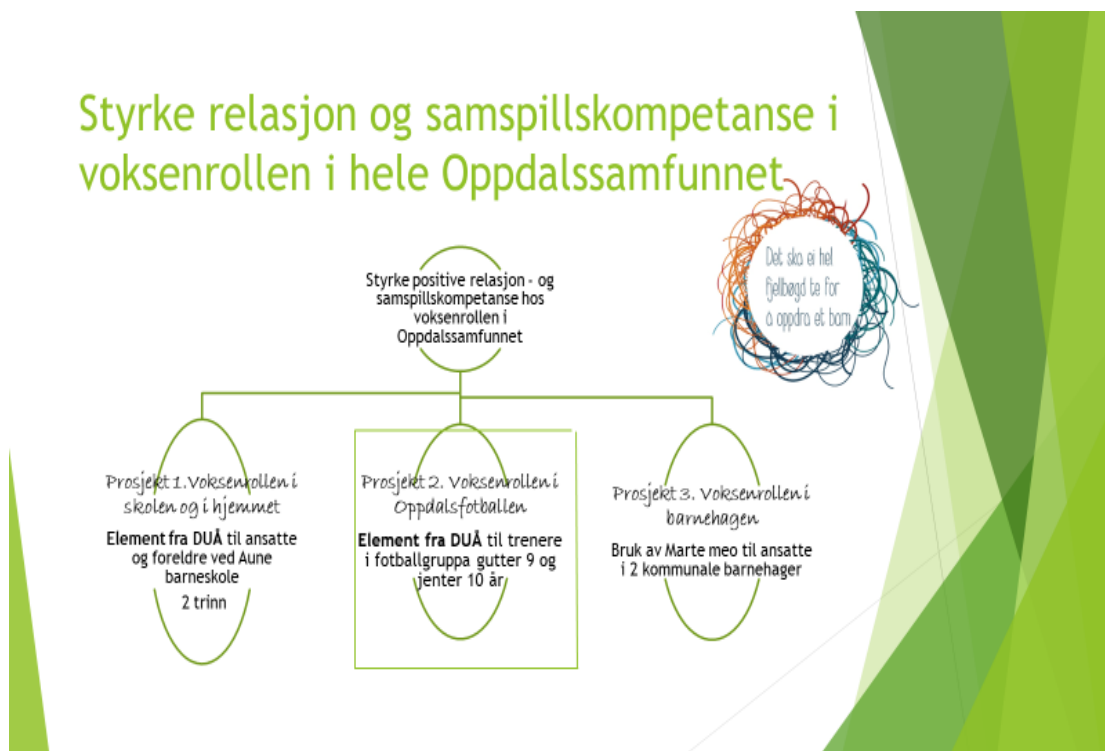 Styrke relasjon og samspillskompetanse i
voksenrollen i hele Oppdalssamfunnet
Det ska ei hel
fjellbøgd te for
å oppdra et barn
Styrke positive relasjon - og
samspillskompetanse hos
voksenrollen i
Oppdalssamfunnet
Prosjekt 1.Voksenrollen i
skolen og i hjemmet
Element fra DUÅ til ansatte
og foreldre ved Aune
barneskole
2 trinn
Prosjekt 2. Voksenrollen i
Oppdalsfotballen
Element fra DUÅ til trenere
i fotballgruppa gutter 9 og
jenter 10 år
Prosjekt 3. Voksenrollen i
barnehagen
Bruk av Marte meo til ansatte
i 2 kommunale barnehager